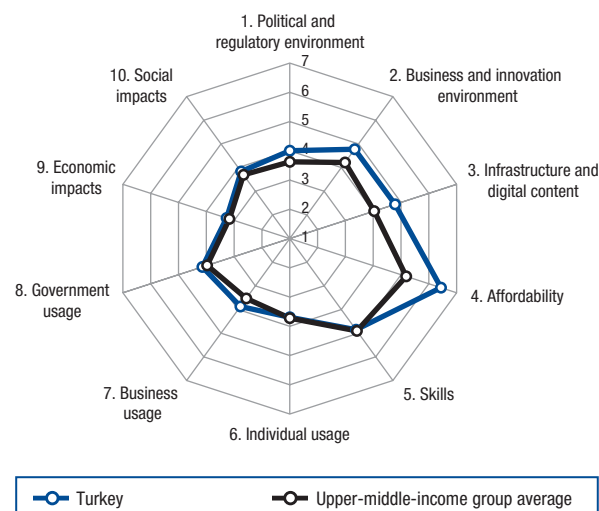 1. Political and
regulatory environment
7
10. Social
impacts
2. Business and innovation
environment
6
5
9. Economic
impacts
4
3. Infrastructure and
digital content
3
2
1
8. Government
usage
4. Affordability
7. Business
usage
5. Skills
6. Individual usage
Turkey
Upper-middle-income group average